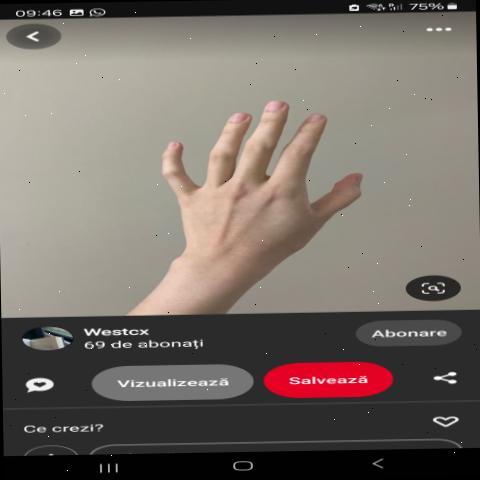 09:46
75%
Westcx
69 de abonați
Abonare
Vizualizează
Salvează
Ce crezi?